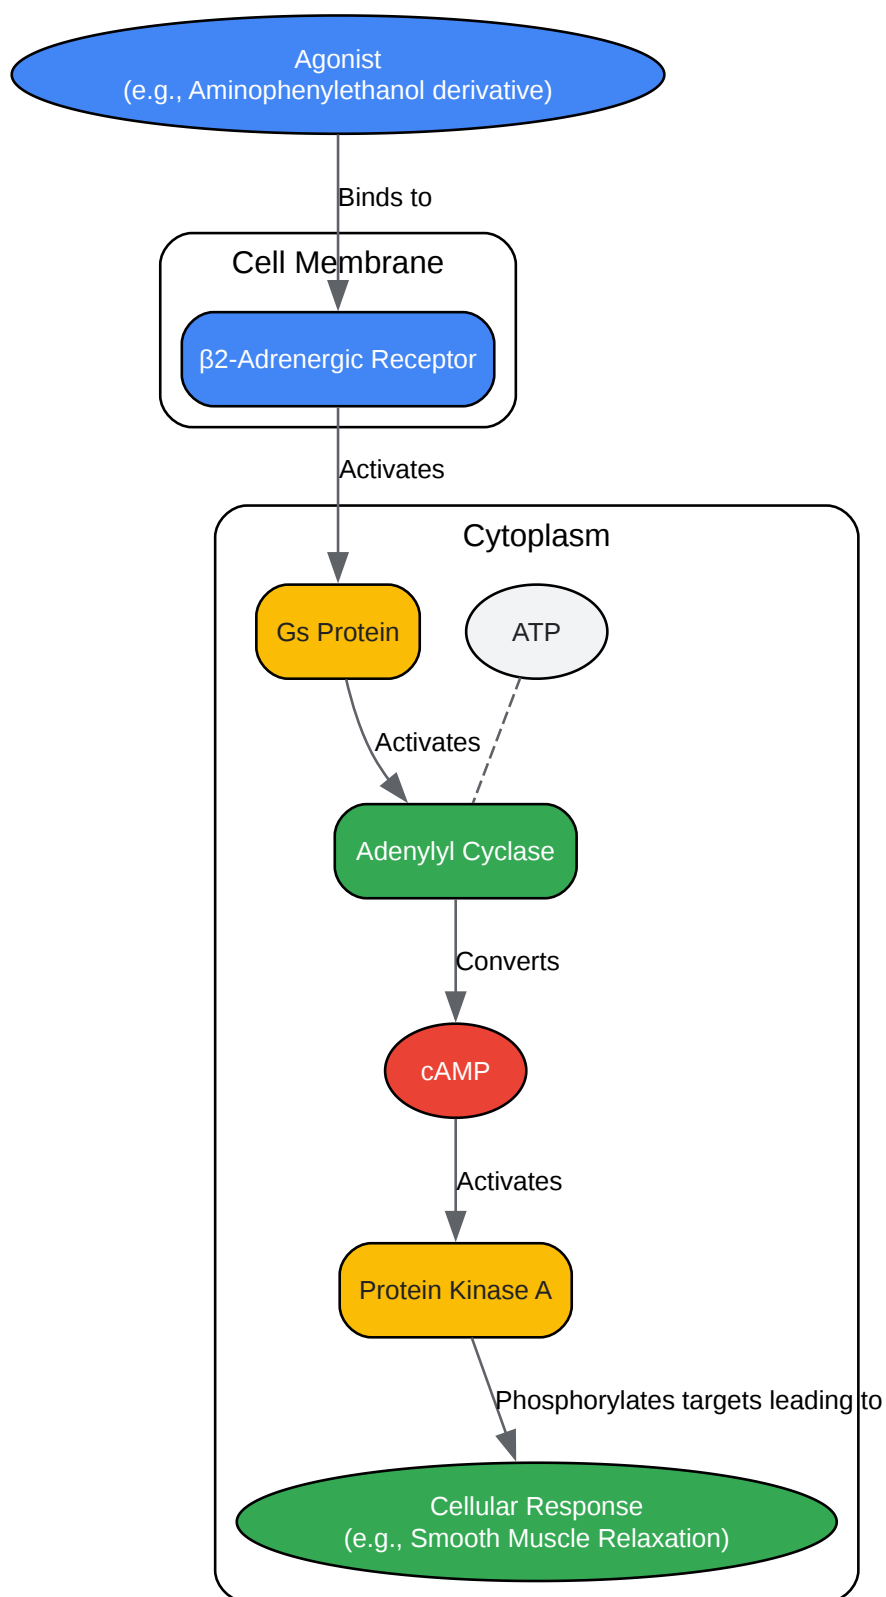 Agonist
(e.g., Aminophenylethanol derivative)
Binds to
Cell Membrane
β2-Adrenergic Receptor
Activates
Cytoplasm
Gs Protein
ATP
Activates
Adenylyl Cyclase
Converts
cAMP
Activates
Protein Kinase A
Phosphorylates targets leading to
Cellular Response
(e.g., Smooth Muscle Relaxation)